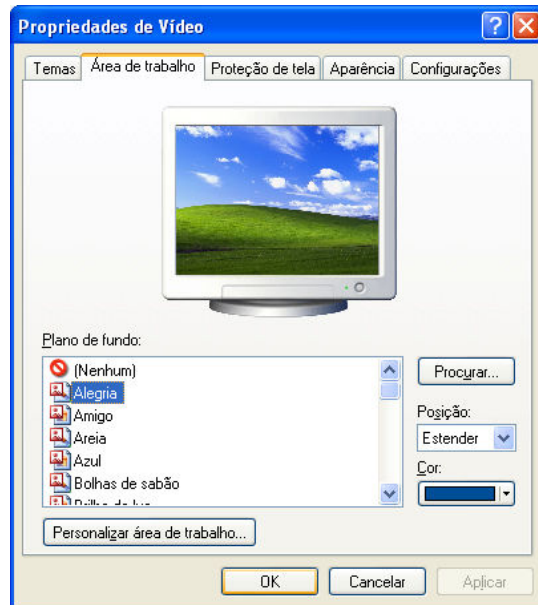 Propriedades de Vídeo
Temas Área de trabalho Proteção de tela Aparência Configurações
Plano de fundo:
(Nenhum)
Alegria
Amigo
Areia
Azul
Bolhas de sabão
Procurar...
Posição:
Estender
Cor:
Personalizar área de trabalho...
OK Cancelar Aplicar